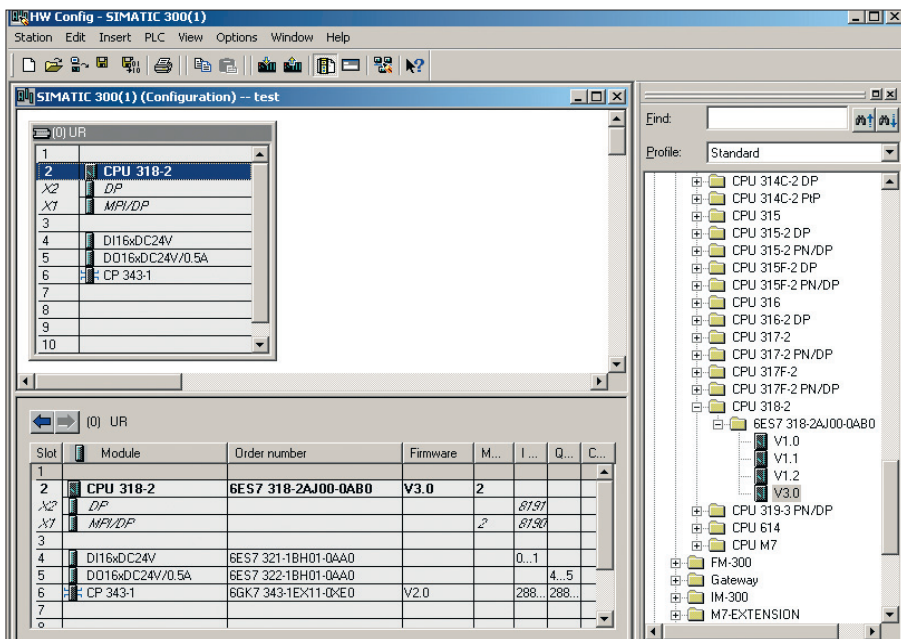 HW Config - SIMATIC 300(1)
Station Edit Insert PLC View Options Window Help
SIMATIC 300(1) (Configuration) -- test
(0) UR
1
2 CPU 318-2
X2 DP
X1 MPI/DP
3
4 DI16xDC24V
5 DO16xDC24V/0.5A
6 CP 343-1
7
8
9
10
(0) UR
Slot Module Order number Firmware M... I ... Q... C...
1
2 CPU 318-2 6ES7 318-2AJ00-0AB0 V3.0 2
X2 DP 8191
X1 MPI/DP 2 8190
3
4 DI16xDC24V 6ES7 321-1BH01-0AA0 0...1
5 DO16xDC24V/0.5A 6ES7 322-1BH01-0AA0 4...5
6 CP 343-1 6GK7 343-1EX11-0XE0 V2.0 288... 288...
7
Find:
Profile: Standard
CPU 314C-2 DP
CPU 314C-2 PtP
CPU 315
CPU 315-2 DP
CPU 315-2 PN/DP
CPU 315F-2 DP
CPU 315F-2 PN/DP
CPU 316
CPU 316-2 DP
CPU 317-2
CPU 317-2 PN/DP
CPU 317F-2
CPU 317F-2 PN/DP
CPU 318-2
6ES7 318-2AJ00-0AB0
V1.0
V1.1
V1.2
V3.0
CPU 319-3 PN/DP
CPU 614
CPU M7
FM-300
Gateway
IM-300
M7-EXTENSION